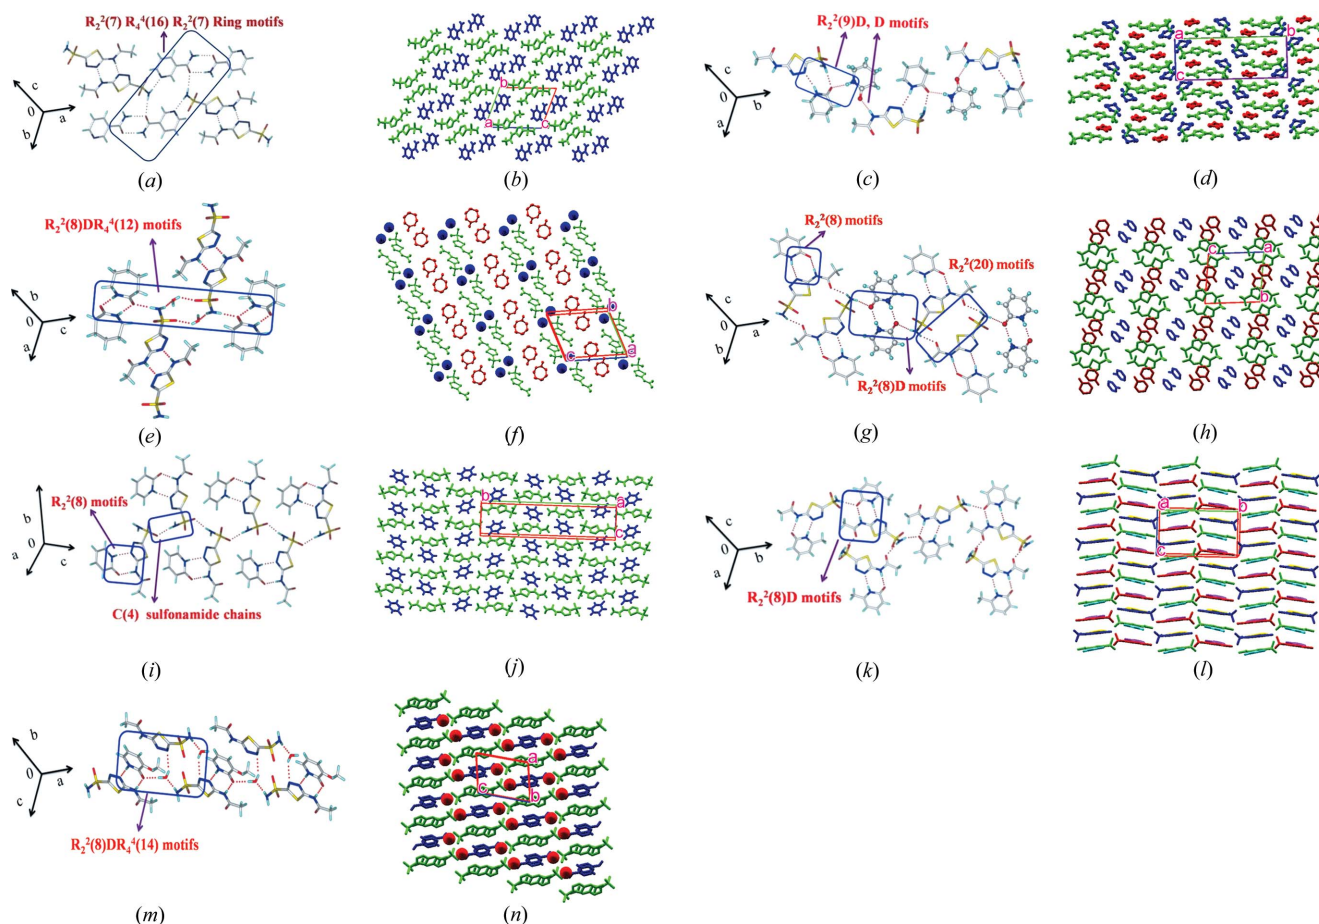 R₂²(7) R₄⁴(16) R₂²(7) Ring motifs
c
0
a
b
(a)
b
a
c
(b)
R₂²(9)D, D motifs
c
0
b
a
(c)
a
b
c
(d)
R₂²(8)DR₄⁴(12) motifs
b
0
c
a
(e)
b
c
a
(f)
R₂²(8) motifs
R₂²(20) motifs
c
0
a
b
R₂²(8)D motifs
(g)
c
a
b
(h)
R₂²(8) motifs
b
a
0
c
C(4) sulfonamide chains
(i)
b
a
c
(j)
c
0
b
a
R₂²(8)D motifs
(k)
a
b
c
(l)
b
0
a
c
R₂²(8)DR₄⁴(14) motifs
(m)
a
c
b
(n)